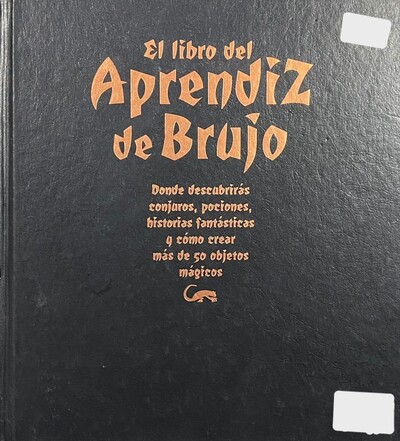 El libro del
Aprendiz
de Brujo
Donde descubrirás
conjuros, pociones,
historias fantásticas
y cómo crear
más de 50 objetos
mágicos